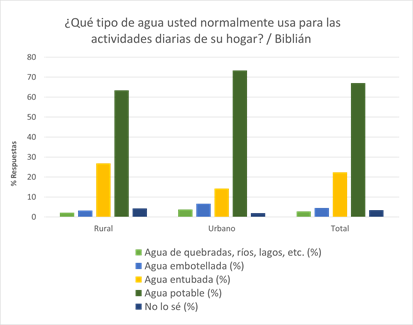 ¿Qué tipo de agua usted normalmente usa para las
actividades diarias de su hogar? / Biblián
80
70
60
50
40
30
20
10
0
% Respuestas
Rural
Urbano
Total
Agua de quebradas, ríos, lagos, etc. (%)
Agua embotellada (%)
Agua entubada (%)
Agua potable (%)
No lo sé (%)